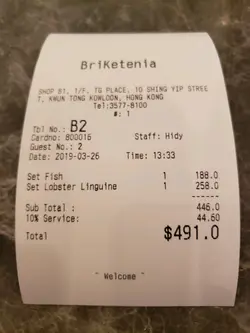 BriKetenia
SHOP B1, 1/F, TG PLACE, 10 SHING YIP STREE
T, KWUN TONG KOWLOON, HONG KONG
Tel:3577-8100
#: 1
Tbl No.: B2
Cardno: 800016 Staff: Hidy
Guest No.: 2
Date: 2019-03-26 Time: 13:33
Set Fish 1 188.0
Set Lobster Linguine 1 258.0
Sub Total : 446.0
10% Service: 44.60
Total $491.0
~ Welcome ~